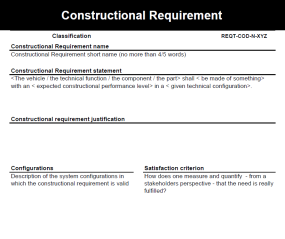 Constructional Requirement
Classification REQT-COD-N-XYZ
Constructional Requirement name
Constructional Requirement short name (no more than 4/5 words)
Constructional Requirement statement
<The vehicle / the technical function / the component / the part> shall < be made of something>
with an < expected constructional performance level> in a < given technical configuration>.
Constructional requirement justification
Configurations Satisfaction criterion
Description of the system configurations in How does one measure and quantify - from a
which the constructional requirement is valid stakeholders perspective - that the need is really
fulfilled?